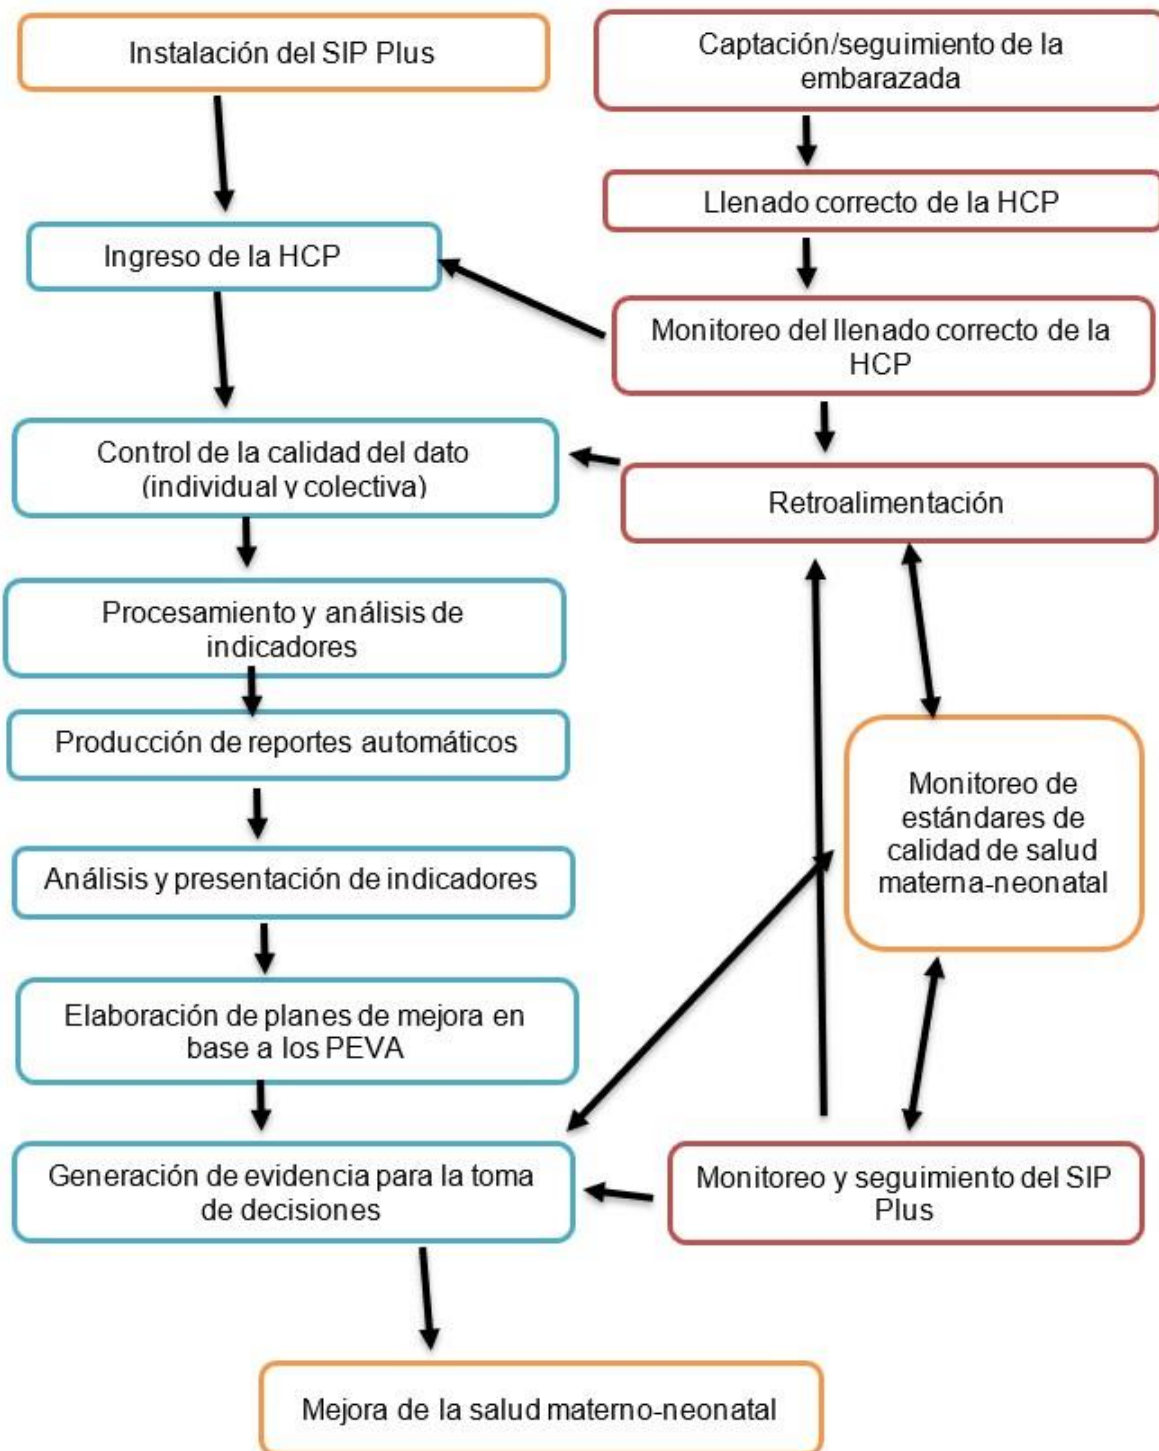 Instalación del SIP Plus
Captación/seguimiento de la
embarazada
Llenado correcto de la HCP
Ingreso de la HCP
Monitoreo del llenado correcto de la
HCP
Control de la calidad del dato
(individual y colectiva)
Retroalimentación
Procesamiento y análisis de
indicadores
Producción de reportes automáticos
Monitoreo de
estándares de
calidad de salud
materna-neonatal
Análisis y presentación de indicadores
Elaboración de planes de mejora en
base a los PEVA
Generación de evidencia para la toma
de decisiones
Monitoreo y seguimiento del SIP
Plus
Mejora de la salud materno-neonatal